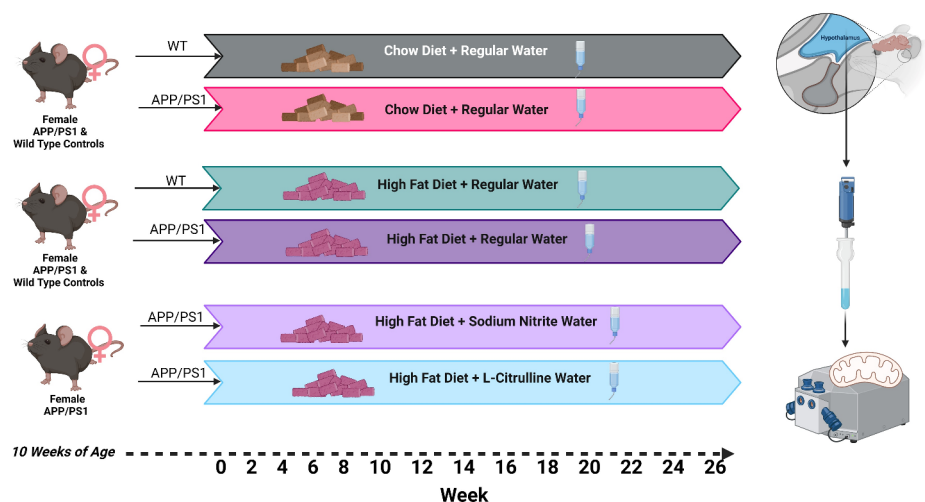 WT
Chow Diet + Regular Water
Hypothalamus
APP/PS1
Chow Diet + Regular Water
Female
APP/PS1 &
Wild Type Controls
WT
High Fat Diet + Regular Water
APP/PS1
High Fat Diet + Regular Water
Female
APP/PS1 &
Wild Type Controls
APP/PS1
High Fat Diet + Sodium Nitrite Water
APP/PS1
High Fat Diet + L-Citrulline Water
Female
APP/PS1
10 Weeks of Age
0 2 4 6 8 10 12 14 16 18 20 22 24 26
Week